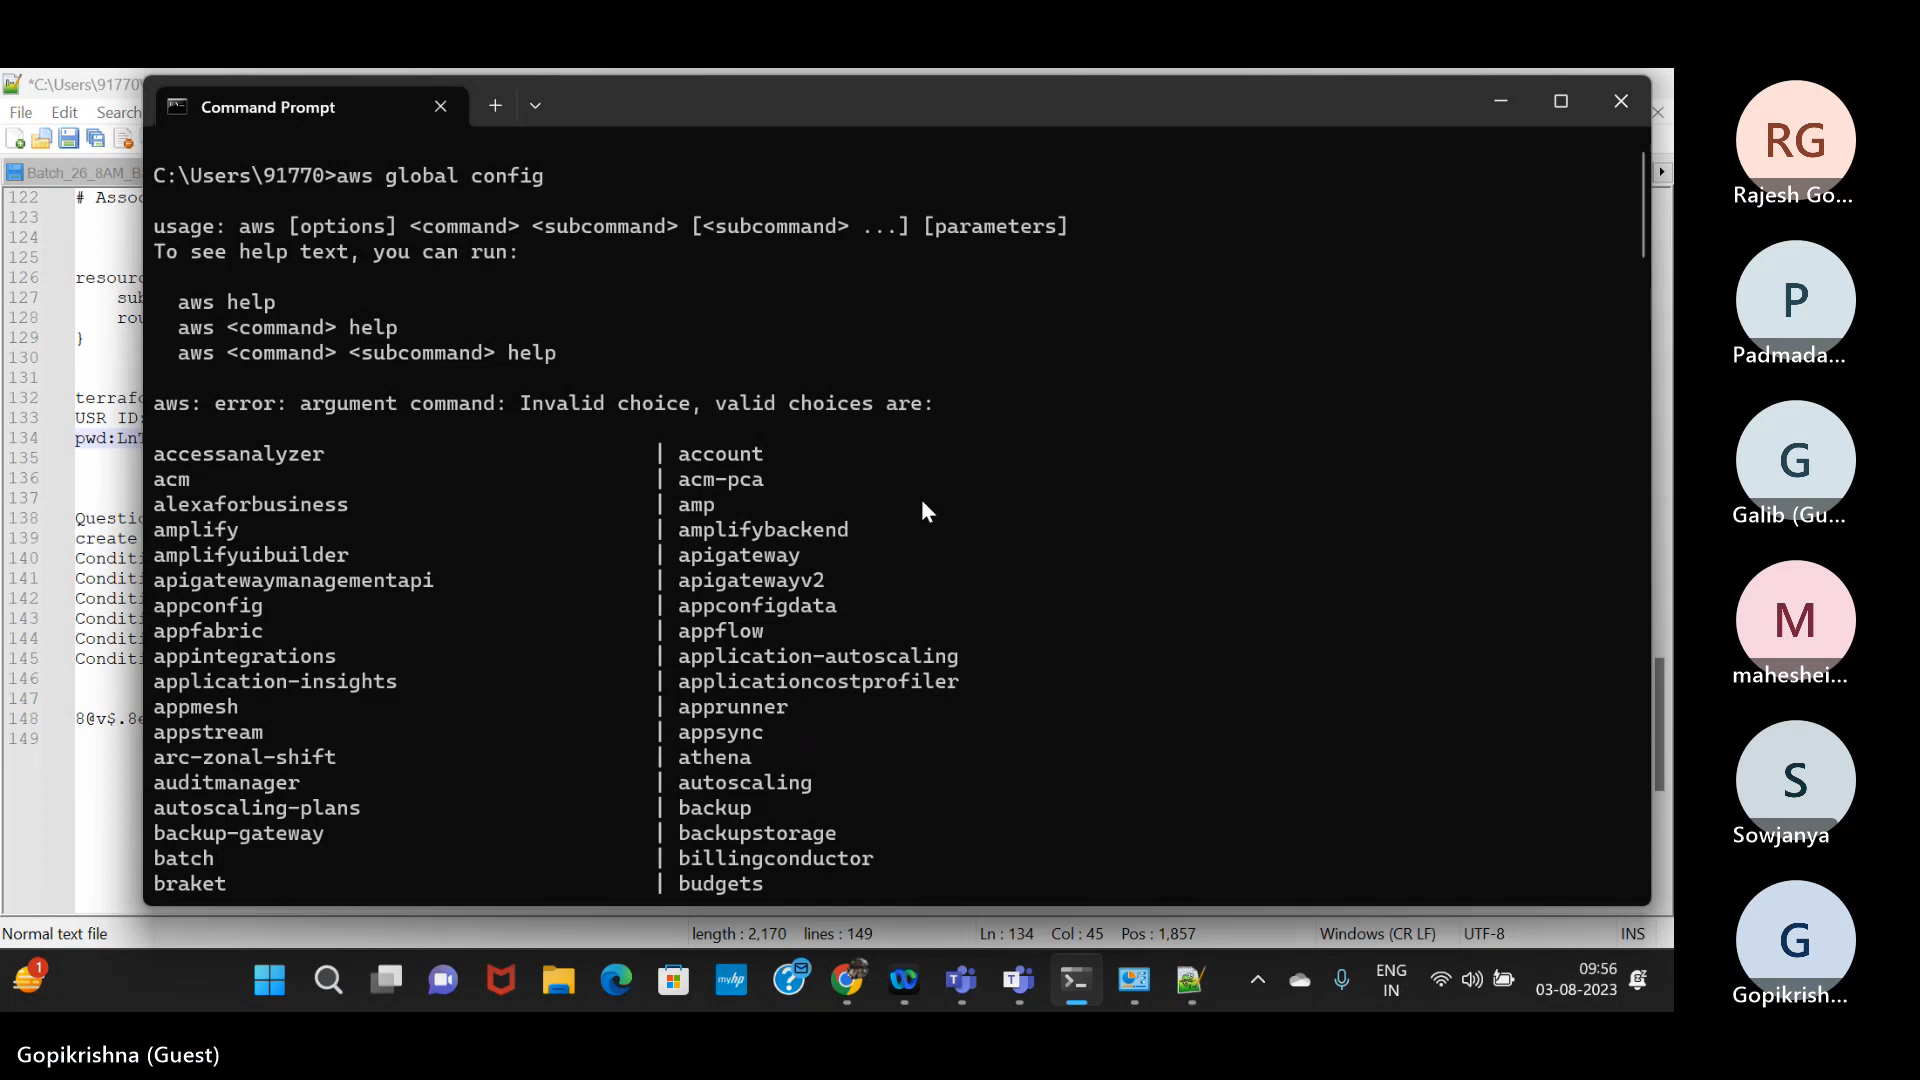 *C:\Users\91770\
Command Prompt
File Edit Search
Batch_26_8AM_B
C:\Users\91770>aws global config
usage: aws [options] <command> <subcommand> [<subcommand> ...] [parameters]
To see help text, you can run:
aws help
aws <command> help
aws <command> <subcommand> help
aws: error: argument command: Invalid choice, valid choices are:
accessanalyzer | account
acm | acm-pca
alexaforbusiness | amp
amplify | amplifybackend
amplifyuibuilder | apigateway
apigatewaymanagementapi | apigatewayv2
appconfig | appconfigdata
appfabric | appflow
appintegrations | application-autoscaling
application-insights | applicationcostprofiler
appmesh | apprunner
appstream | appsync
arc-zonal-shift | athena
auditmanager | autoscaling
autoscaling-plans | backup
backup-gateway | backupstorage
batch | billingconductor
braket | budgets
122 # Asso
123
124
125
126 resour
127 sub
128 rou
129 }
130
131
132 terrafo
133 USR ID:
134 pwd:Ln
135
136
137
138 Questi
139 create
140 Conditi
141 Conditi
142 Conditi
143 Conditi
144 Conditi
145 Conditi
146
147
148 8@v$.8
149
Normal text file length : 2,170 lines : 149 Ln : 134 Col : 45 Pos : 1,857 Windows (CR LF) UTF-8 INS
1
myhp
ENG
IN
09:56
03-08-2023
RG
Rajesh Go...
P
Padmada...
G
Galib (Gu...
M
maheshei...
S
Sowjanya
G
Gopikrish...
Gopikrishna (Guest)